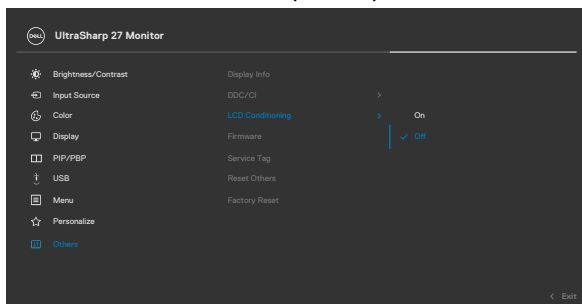 DELL UltraSharp 27 Monitor
Brightness/Contrast Display Info
Input Source DDC/CI >
Color LCD Conditioning > On
Display Firmware ✓ Off
PIP/PBP Service Tag
USB Reset Others
Menu Factory Reset
Personalize
Others
< Exit